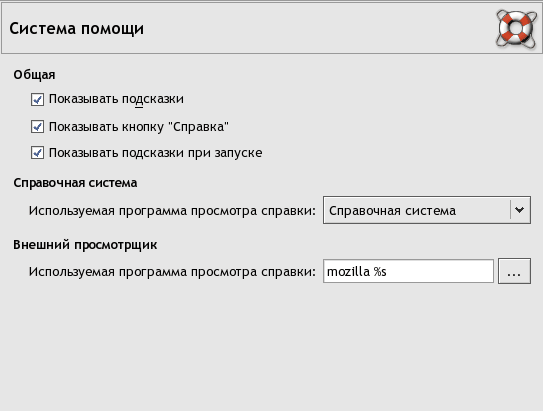 Система помощи
Общая
Показывать подсказки
Показывать кнопку "Справка"
Показывать подсказки при запуске
Справочная система
Используемая программа просмотра справки: Справочная система
Внешний просмотрщик
Используемая программа просмотра справки: mozilla %s ...